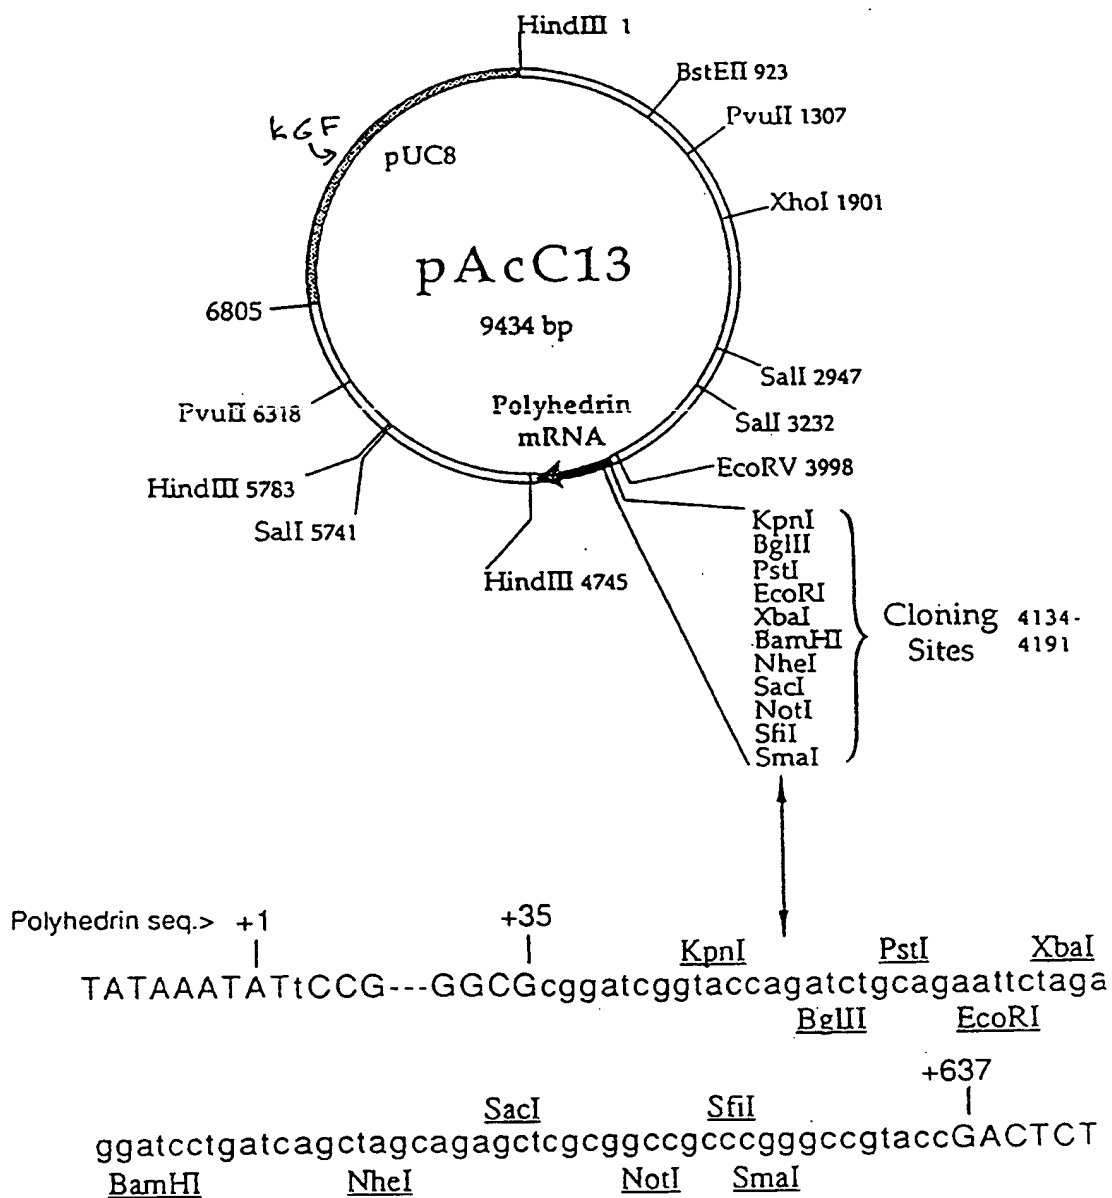 HindIII 1
BstEII 923
PvuII 1307
kGF
pUC8
XhoI 1901
pAcC13
9434 bp
6805
SalI 2947
Polyhedrin
mRNA
SalI 3232
PvuII 6318
EcoRV 3998
HindIII 5783
SalI 5741
HindIII 4745
KpnI
BglII
PstI
EcoRI
XbaI
BamHI
NheI
SacI
NotI
SfiI
SmaI
Cloning Sites
4134-
4191
Polyhedrin seq.> +1
+35
KpnI PstI XbaI
TATAAATATTtCCG---GGCGcggatcggtaccagatctgcagaattctaga
BglII EcoRI
+637
SacI SfiI
ggatcctgatcagctagcagagctcgcggccgcccgggccgtaccGACTCT
BamHI NheI NotI SmaI